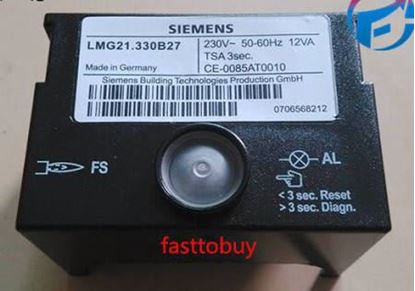 SIEMENS
LMG21.330B27
230V~ 50-60Hz 12VA
TSA 3sec.
Made in Germany
CE-0085AT0010
Siemens Building Technologies Production GmbH
0706568212
FS
AL
< 3 sec. Reset
> 3 sec. Diagn.
fasttobuy